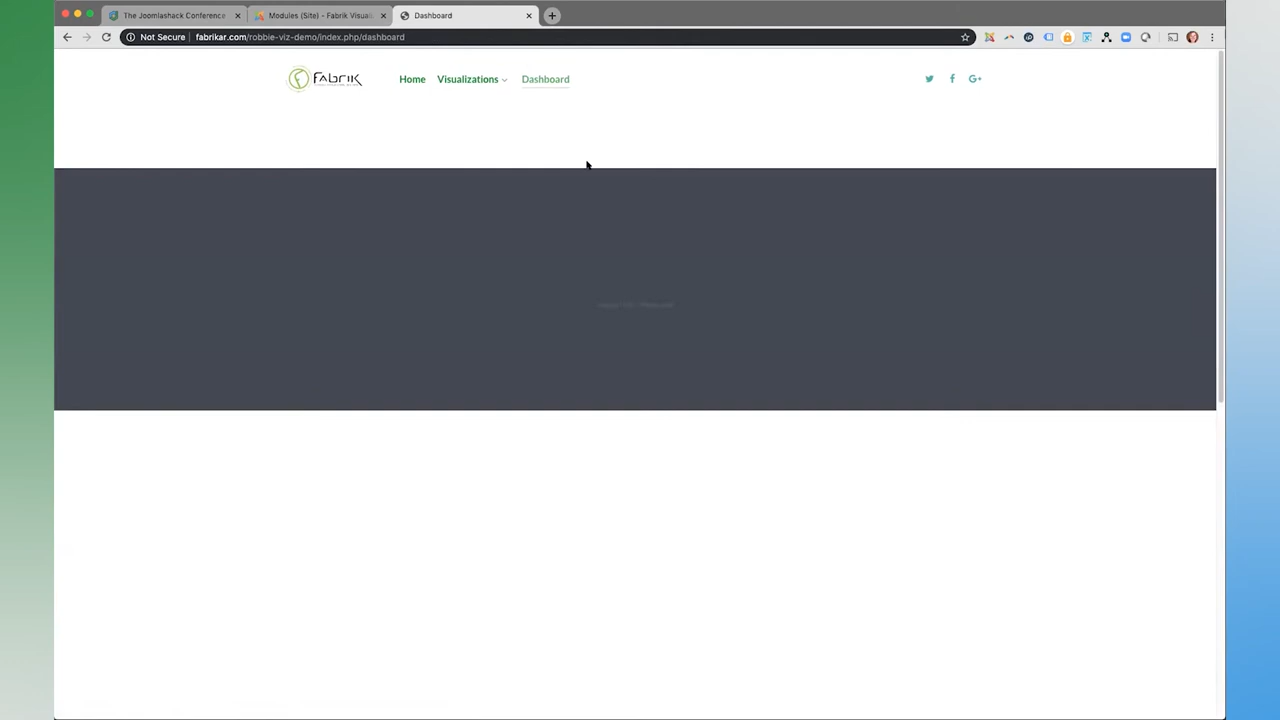 The Joomlashack Conference
Modules (Site) - Fabrik Visuali
Dashboard
Not Secure
fabrikar.com/robbie-viz-demo/index.php/dashboard
FABRIK
Home
Visualizations
Dashboard